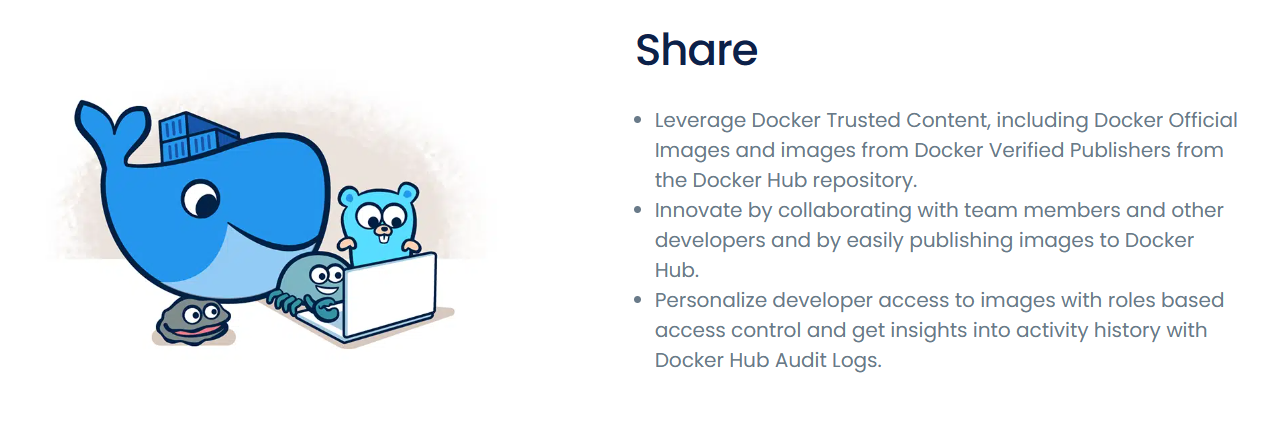 Share
Leverage Docker Trusted Content, including Docker Official
Images and images from Docker Verified Publishers from
the Docker Hub repository.
Innovate by collaborating with team members and other
developers and by easily publishing images to Docker
Hub.
Personalize developer access to images with roles based
access control and get insights into activity history with
Docker Hub Audit Logs.